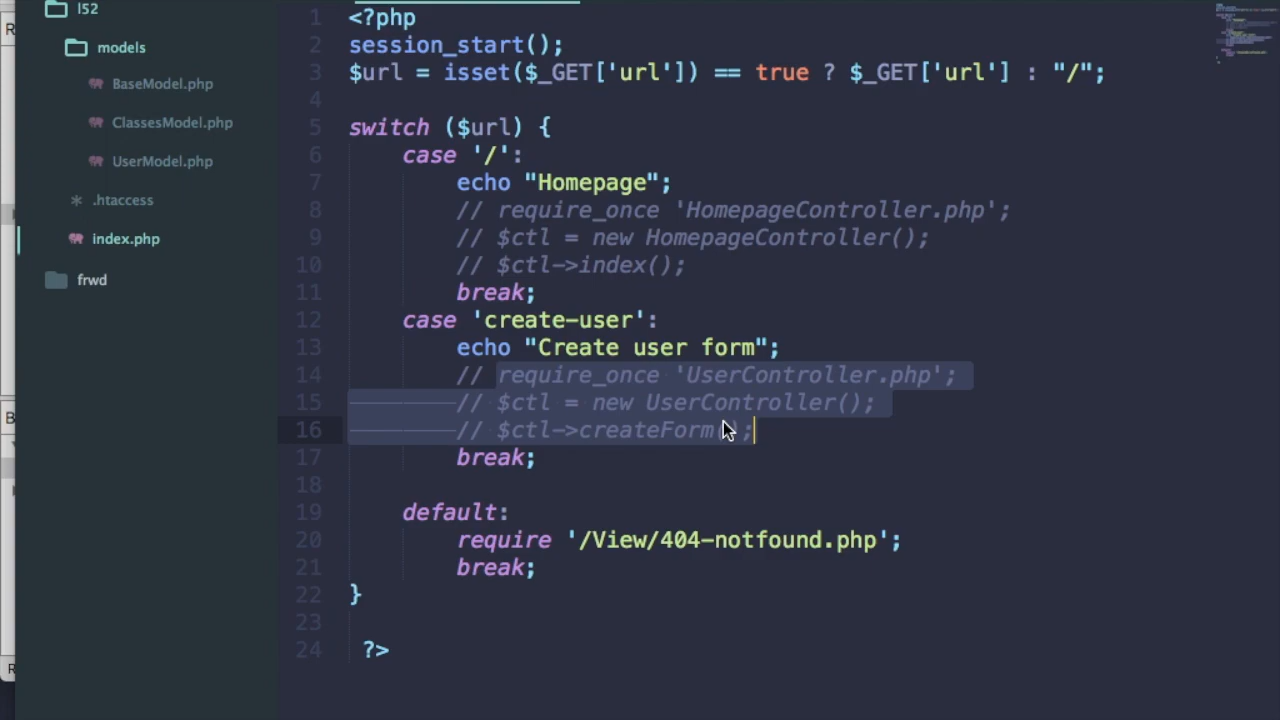 l52
models
BaseModel.php
ClassesModel.php
UserModel.php
.htaccess
index.php
frwd
R
B
R
1 <?php
2 session_start();
3 $url = isset($_GET['url']) == true ? $_GET['url'] : "/";
4
5 switch ($url) {
6 case '/':
7 echo "Homepage";
8 // require_once 'HomepageController.php';
9 // $ctl = new HomepageController();
10 // $ctl->index();
11 break;
12 case 'create-user':
13 echo "Create user form";
14 // require_once 'UserController.php';
15 // $ctl = new UserController();
16 // $ctl->createForm();
17 break;
18
19 default:
20 require '/View/404-notfound.php';
21 break;
22 }
23
24 ?>